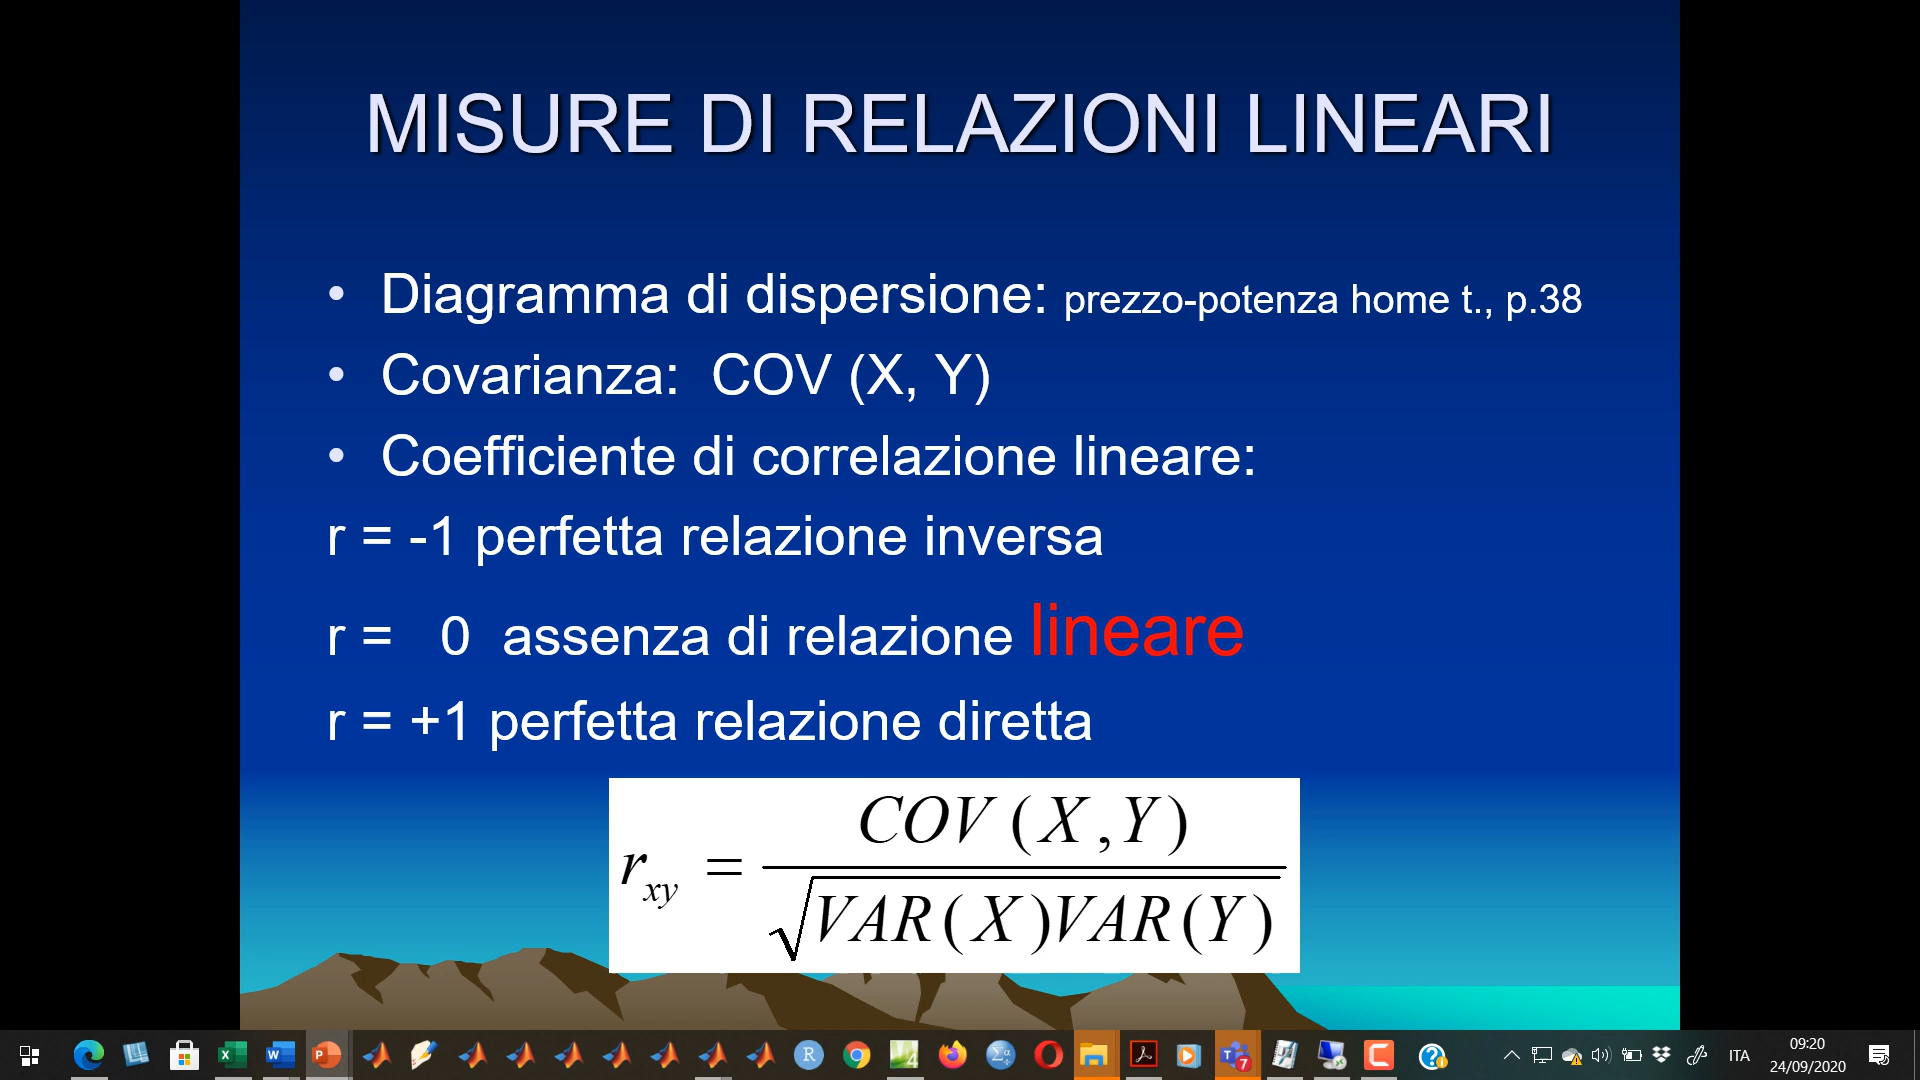 MISURE DI RELAZIONI LINEARI
• Diagramma di dispersione: prezzo-potenza home t., p.38
• Covarianza: COV (X, Y)
• Coefficiente di correlazione lineare:
r = -1 perfetta relazione inversa
r = 0 assenza di relazione lineare
r = +1 perfetta relazione diretta
r_xy = COV(X,Y) / √VAR(X)VAR(Y)
ITA
09:20
24/09/2020